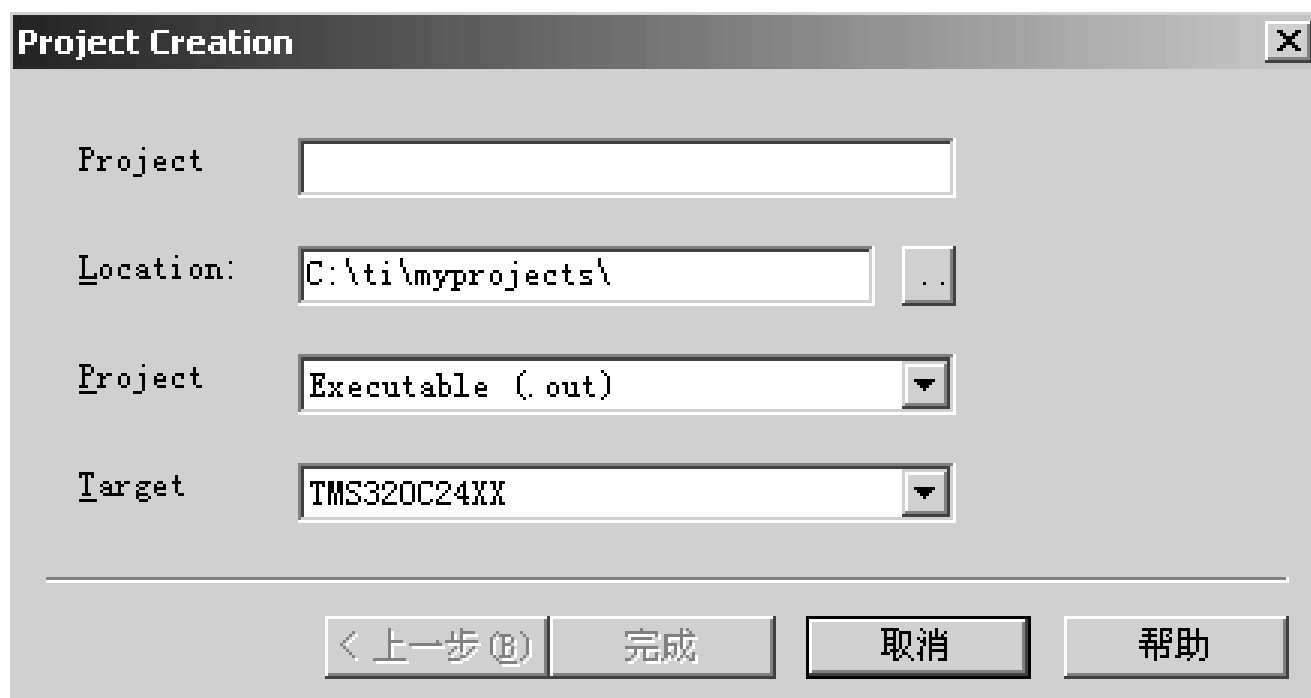 Project Creation
Project
Location: C:\ti\myprojects\ ..
Project Executable (.out)
Target TMS320C24XX
< 上一步(B) 完成 取消 帮助